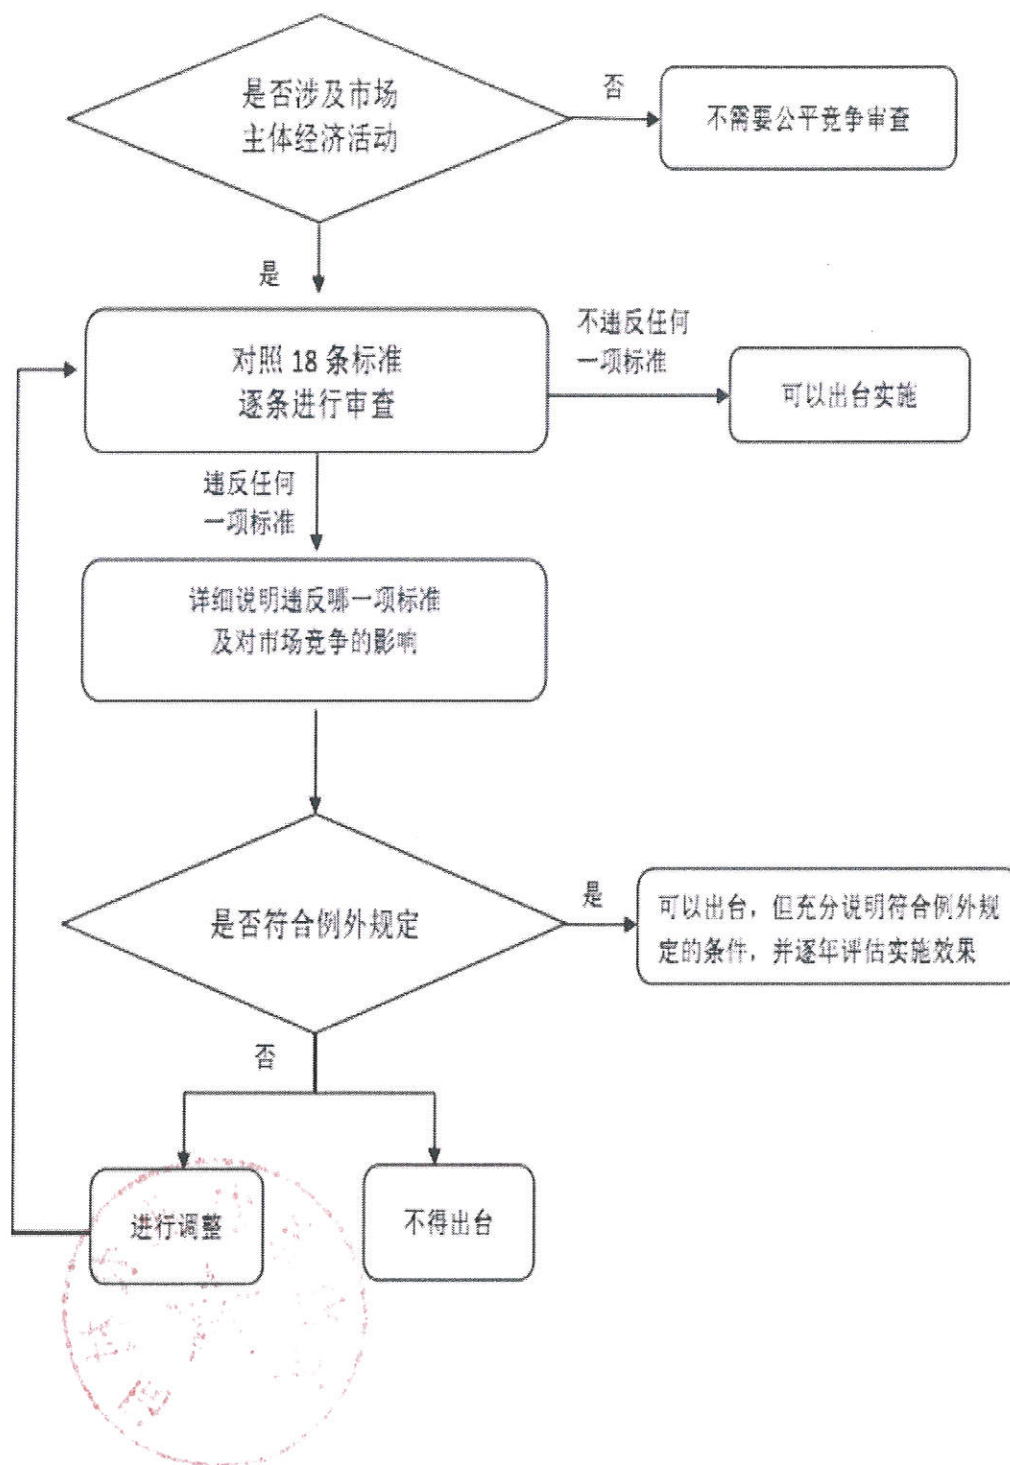 是否涉及市场
主体经济活动
否
不需要公平竞争审查
是
对照 18 条标准
逐条进行审查
不违反任何
一项标准
可以出台实施
违反任何
一项标准
详细说明违反哪一项标准
及对市场竞争的影响
是否符合例外规定
是
可以出台，但充分说明符合例外规
定的条件，并逐年评估实施效果
否
进行调整
不得出台